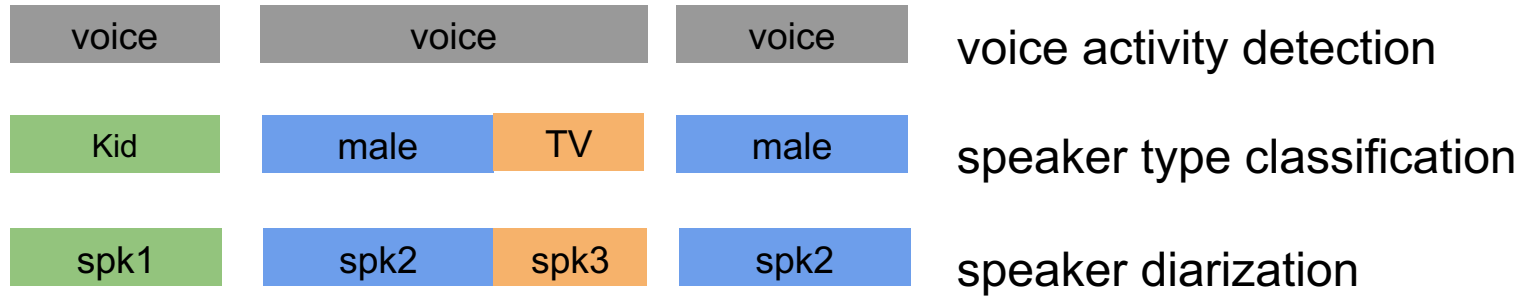 voice voice voice voice activity detection
Kid male TV male speaker type classification
spk1 spk2 spk3 spk2 speaker diarization